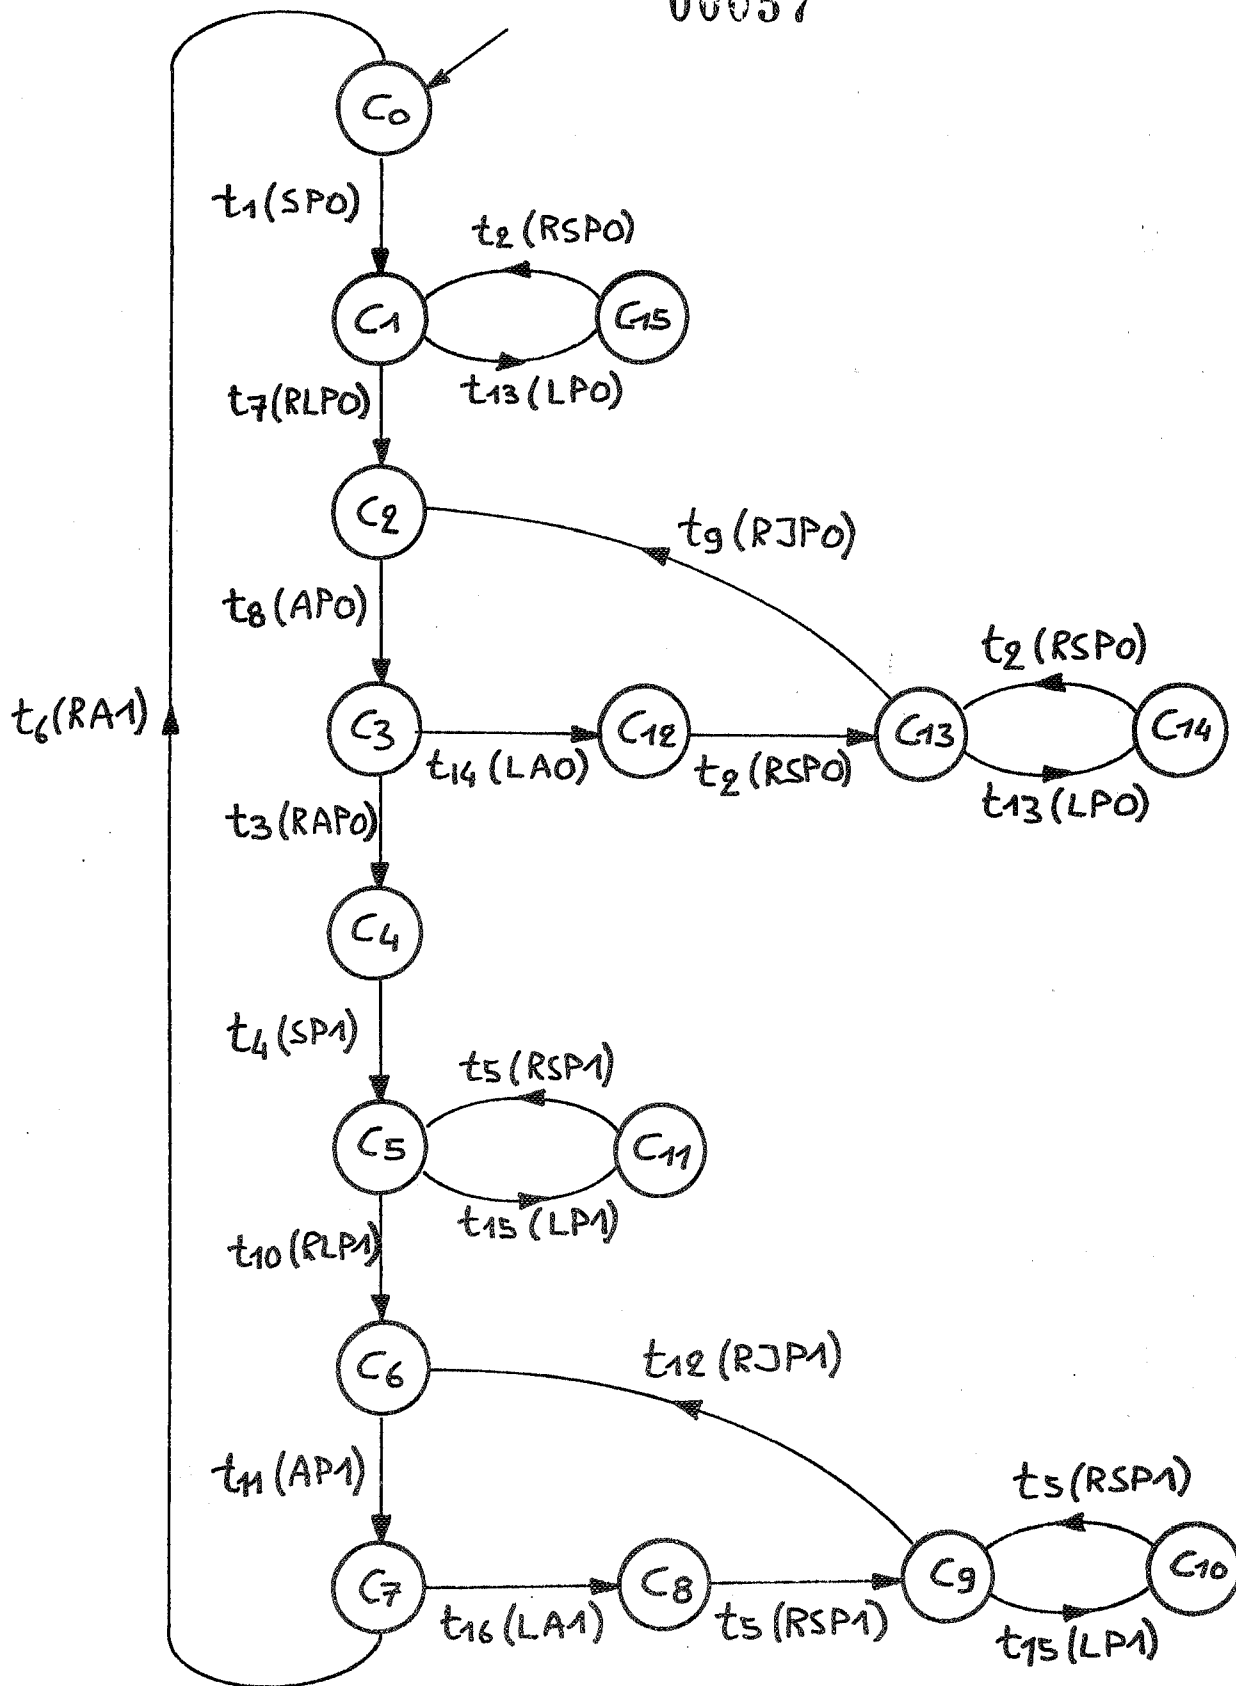 00037
C0
t1 (SP0)
t2 (RSP0)
C1
C15
t13 (LP0)
t7 (RLP0)
C2
t9 (RJP0)
t8 (AP0)
t2 (RSP0)
t6 (RA1)
C3
C12
C13
C14
t14 (LA0)
t2 (RSP0)
t13 (LP0)
t3 (RAP0)
C4
t4 (SP1)
t5 (RSP1)
C5
C11
t15 (LP1)
t10 (RLP1)
C6
t12 (RJP1)
t11 (AP1)
t5 (RSP1)
C7
C8
C9
C10
t16 (LA1)
t5 (RSP1)
t15 (LP1)